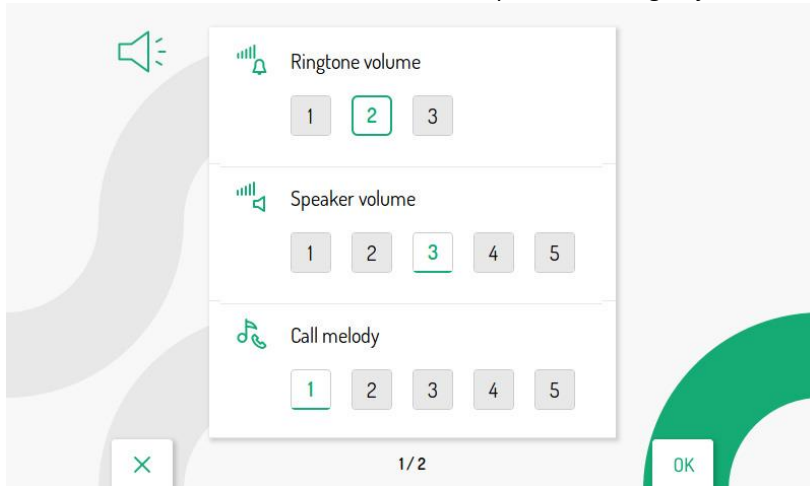 Ringtone volume
1 2 3
Speaker volume
1 2 3 4 5
Call melody
1 2 3 4 5
1/2
OK